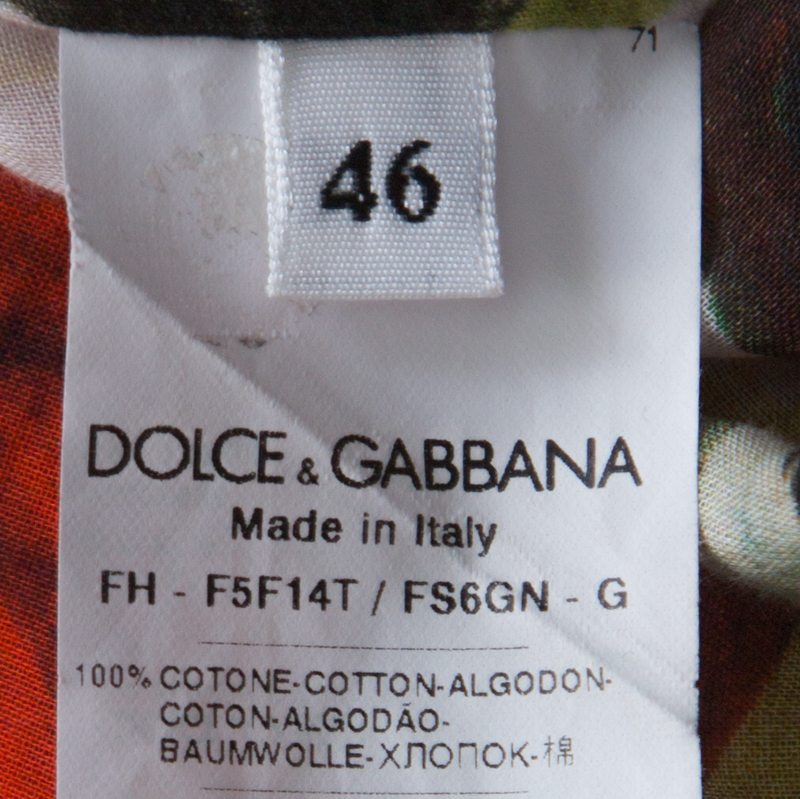 71
46
DOLCE & GABBANA
Made in Italy
FH - F5F14T / FS6GN - G
100% COTONE-COTTON-ALGODON-
COTON-ALGODÃO-
BAUMWOLLE-ХЛОПОК-棉